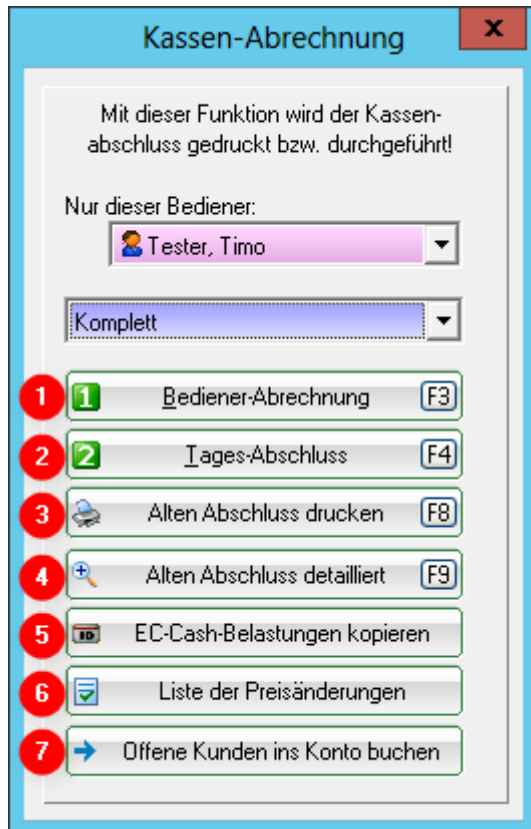 Kassen-Abrechnung x
Mit dieser Funktion wird der Kassen-
abschluss gedruckt bzw. durchgeführt!
Nur dieser Bediener:
Tester, Timo
Komplett
1 1 Bediener-Abrechnung F3
2 2 Tages-Abschluss F4
3 Alten Abschluss drucken F8
4 Alten Abschluss detailliert F9
5 ID EC-Cash-Belastungen kopieren
6 Liste der Preisänderungen
7 Offene Kunden ins Konto buchen